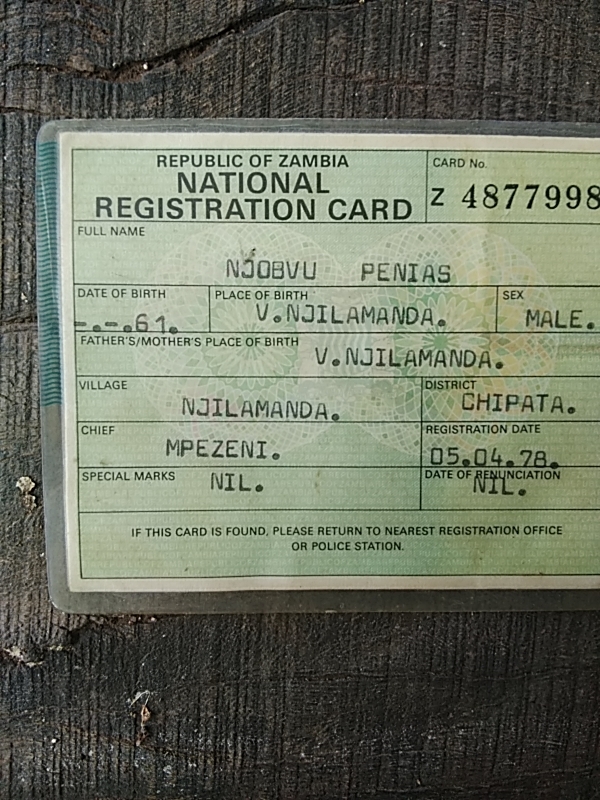 REPUBLIC OF ZAMBIA
NATIONAL
REGISTRATION CARD
CARD No.
Z 4877998
FULL NAME
NJOBVU PENIAS
DATE OF BIRTH
-.-.61.
PLACE OF BIRTH
V.NJILAMANDA.
SEX
MALE.
FATHER'S/MOTHER'S PLACE OF BIRTH
V.NJILAMANDA.
VILLAGE
NJILAMANDA.
DISTRICT
CHIPATA.
CHIEF
MPEZENI.
REGISTRATION DATE
05.04.78.
SPECIAL MARKS
NIL.
DATE OF RENUNCIATION
NIL.
IF THIS CARD IS FOUND, PLEASE RETURN TO NEAREST REGISTRATION OFFICE
OR POLICE STATION.